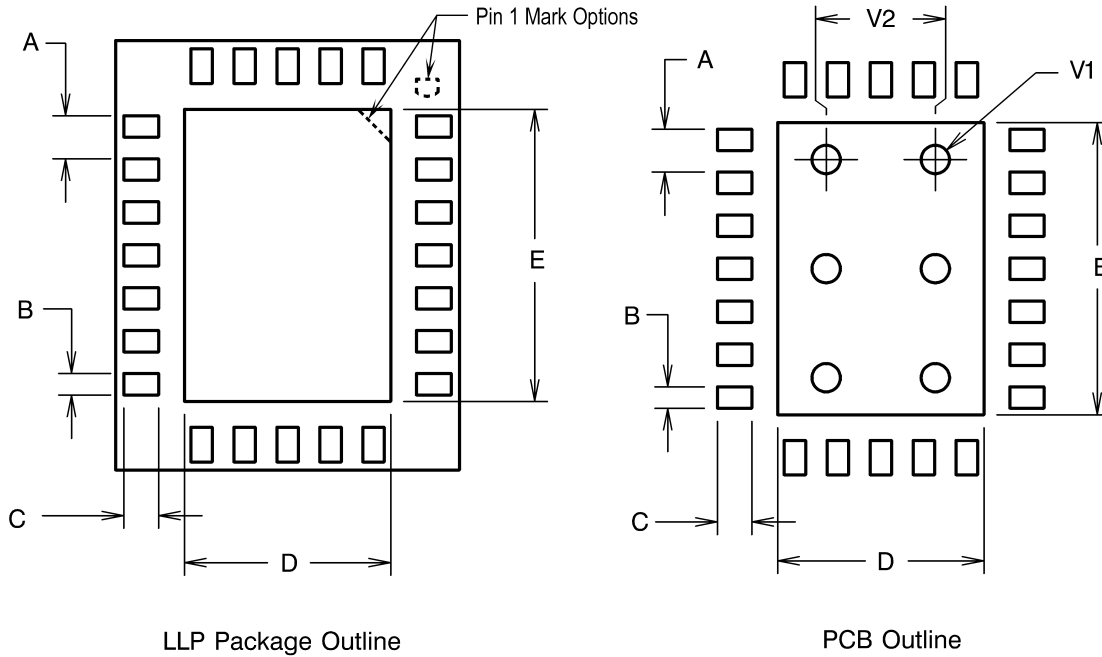 Pin 1 Mark Options
A
B
C
D
E
LLP Package Outline
V2
V1
A
B
C
D
E
PCB Outline